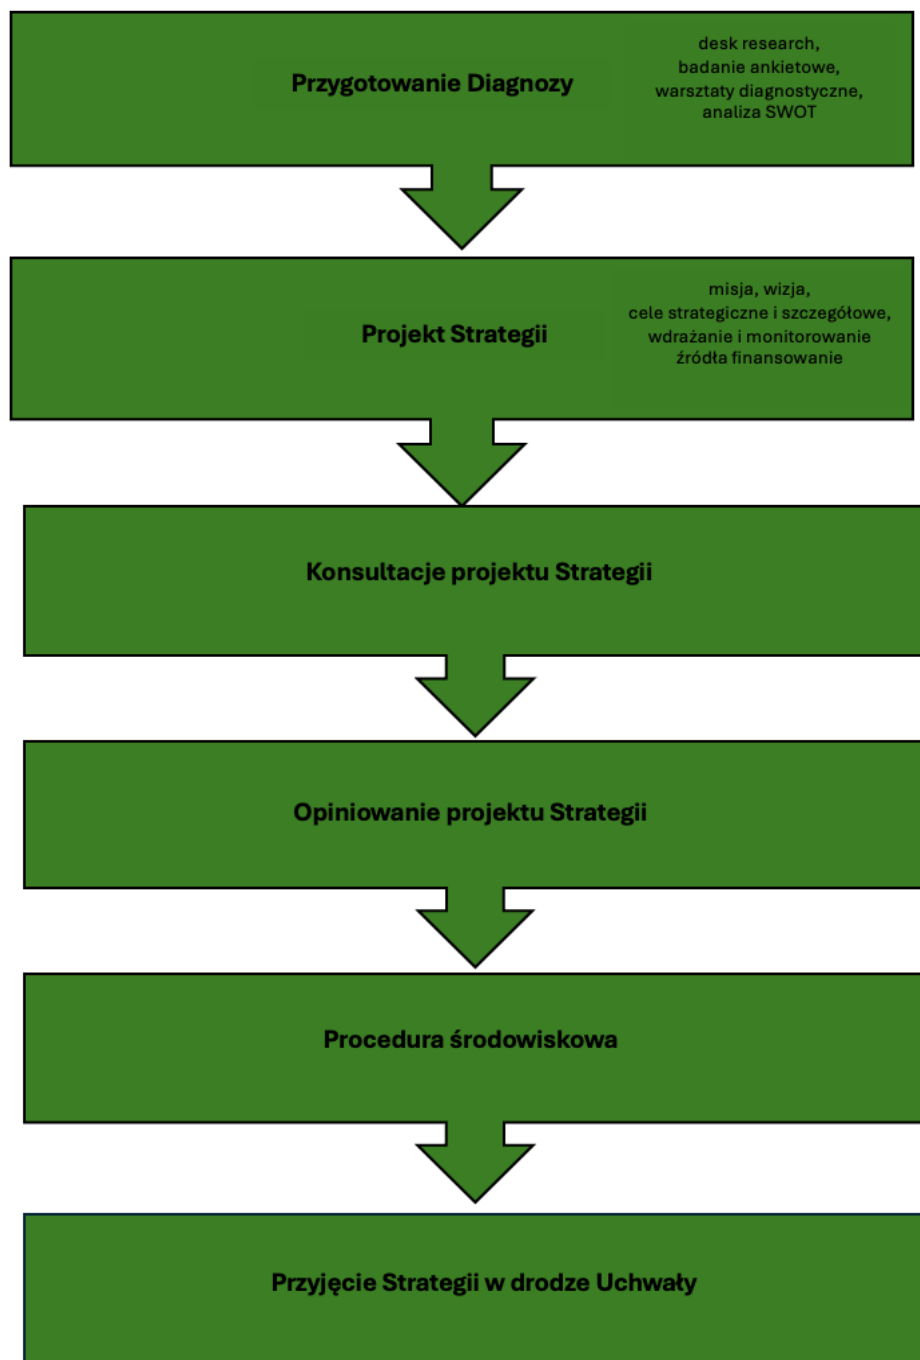 Przygotowanie Diagnozy
desk research,
badanie ankietowe,
warsztaty diagnostyczne,
analiza SWOT
Projekt Strategii
misja, wizja,
cele strategiczne i szczegółowe,
wdrażanie i monitorowanie
źródła finansowanie
Konsultacje projektu Strategii
Opiniowanie projektu Strategii
Procedura środowiskowa
Przyjęcie Strategii w drodze Uchwały